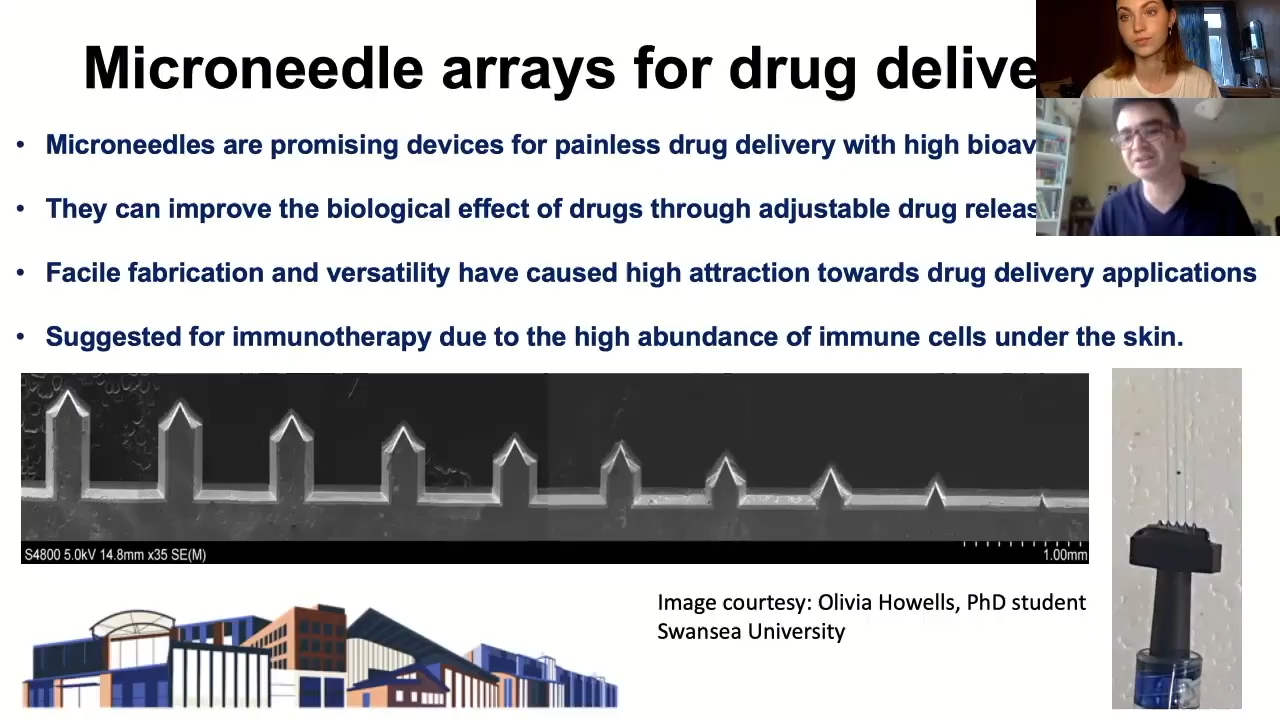 Microneedle arrays for drug delive
• Microneedles are promising devices for painless drug delivery with high bioav
• They can improve the biological effect of drugs through adjustable drug releas
• Facile fabrication and versatility have caused high attraction towards drug delivery applications
• Suggested for immunotherapy due to the high abundance of immune cells under the skin.
S4800 5.0kV 14.8mm x35 SE(M)
1.00mm
Image courtesy: Olivia Howells, PhD student
Swansea University